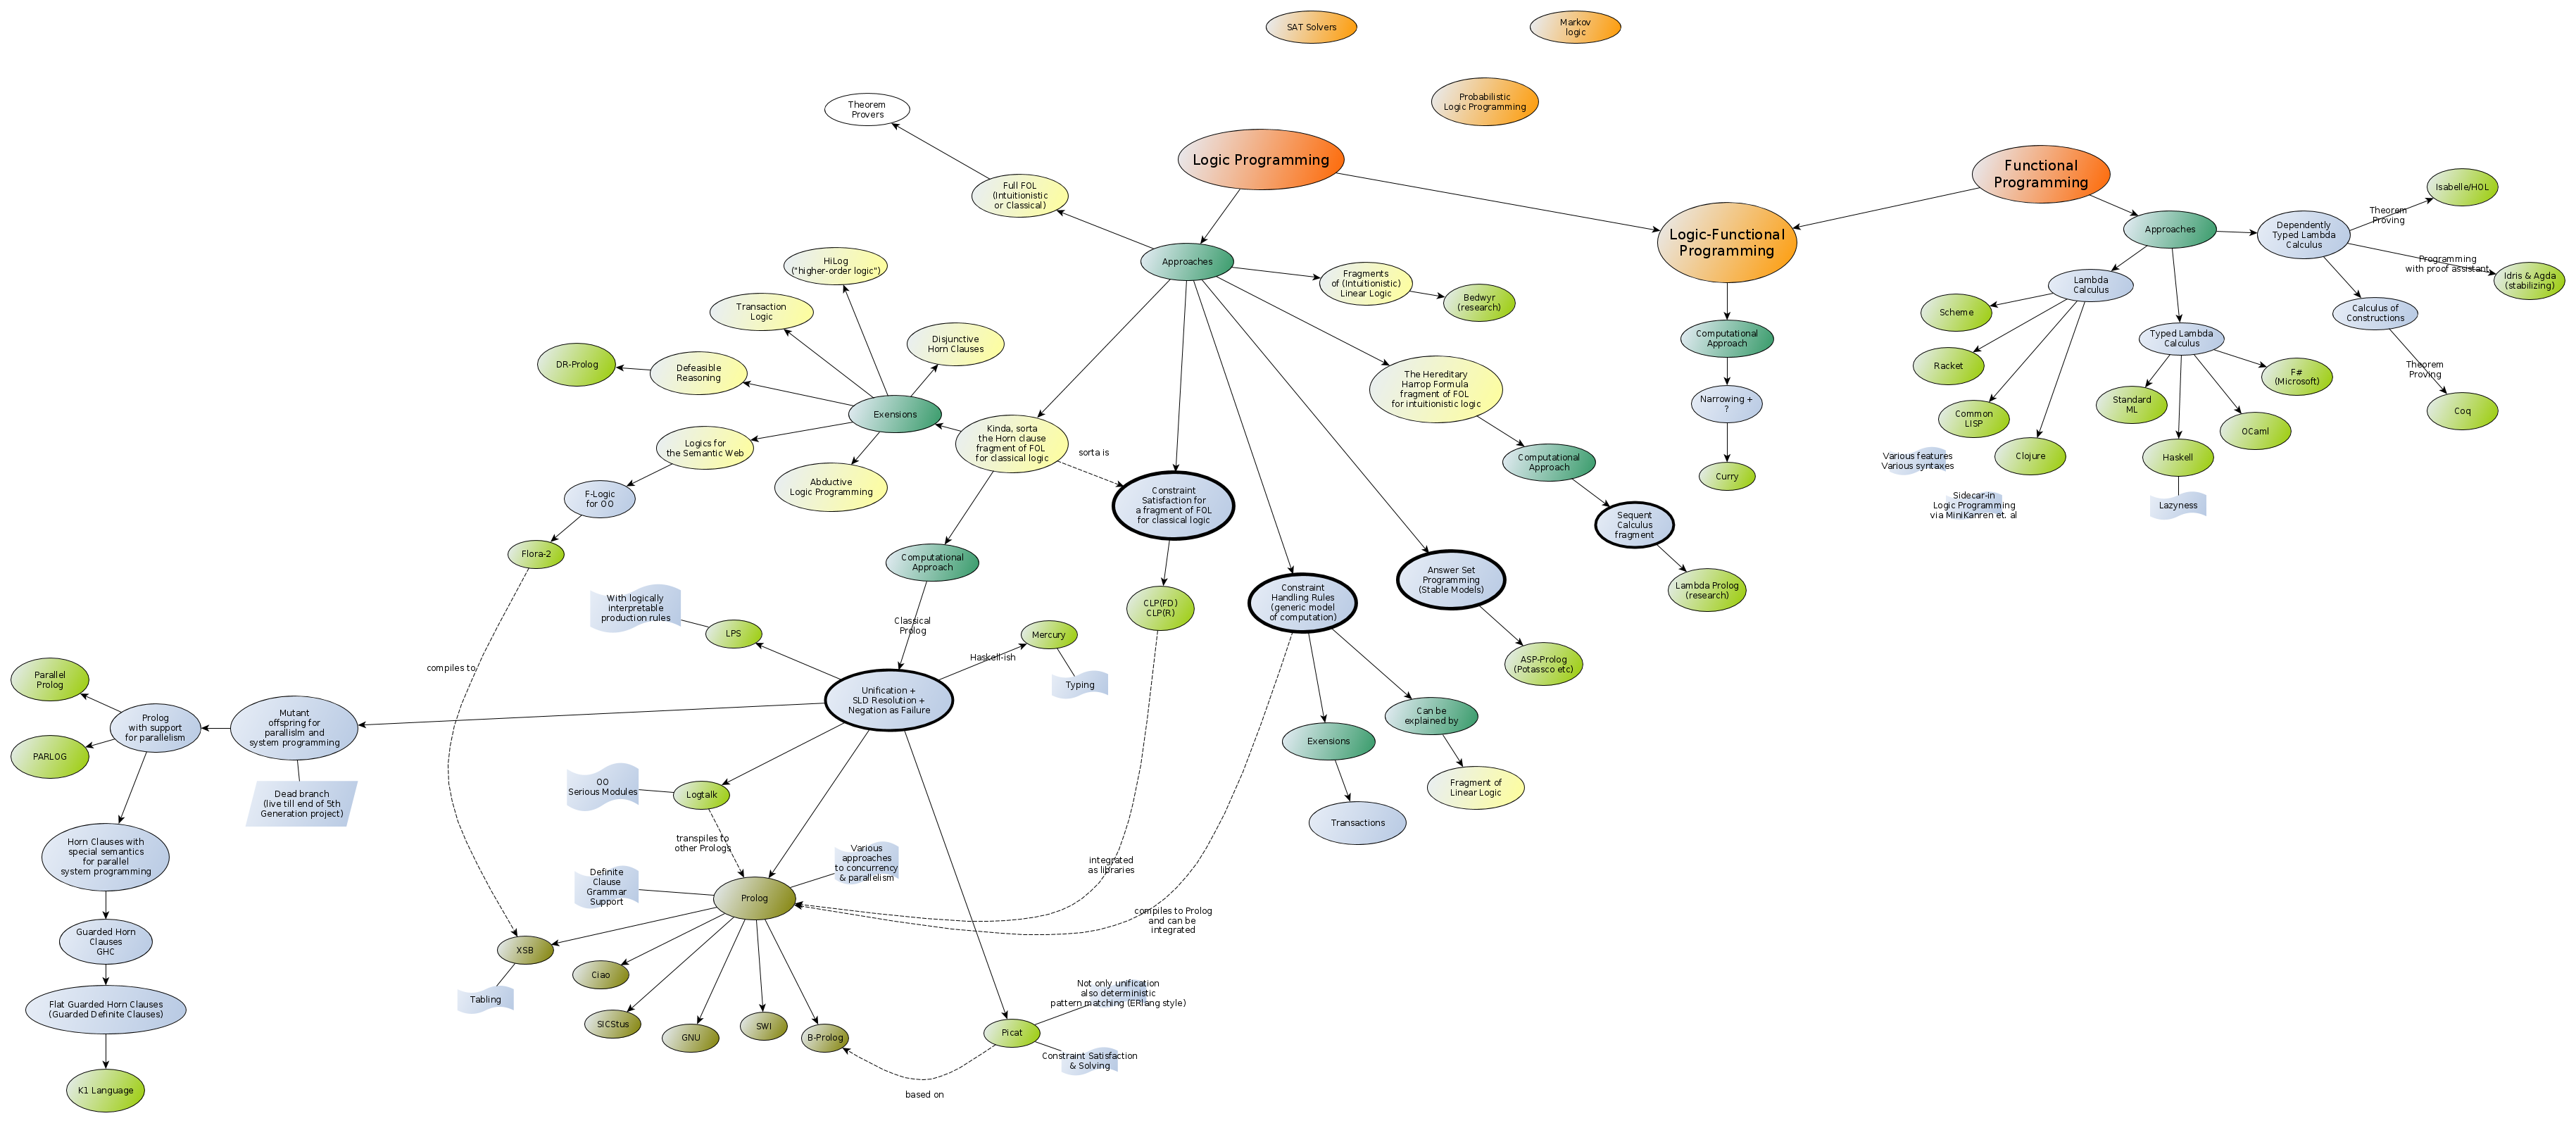 SAT Solvers
Markov
logic
Probabilistic
Logic Programming
Theorem
Provers
Logic Programming
Functional
Programming
Full FOL
(Intuitionistic
or Classical)
Isabelle/HOL
Theorem
Proving
Logic-Functional
Programming
Approaches
Dependently
Typed Lambda
Calculus
Approaches
HiLog
("higher-order logic")
Fragments
of (Intuitionistic)
Linear Logic
Bedwyr
(research)
Programming
with proof assistant
Idris & Agda
(stabilizing)
Lambda
Calculus
Scheme
Calculus of
Constructions
Transaction
Logic
Disjunctive
Horn Clauses
Computational
Approach
Typed Lambda
Calculus
DR-Prolog
Defeasible
Reasoning
The Hereditary
Harrop Formula
fragment of FOL
for intuitionistic logic
Racket
F#
(Microsoft)
Theorem
Proving
Narrowing +
?
Standard
ML
Coq
Exensions
Kinda, sorta
the Horn clause
fragment of FOL
for classical logic
sorta is
Common
LISP
OCaml
Logics for
the Semantic Web
Computational
Approach
Various features
Various syntaxes
Clojure
Haskell
Abductive
Logic Programming
Curry
F-Logic
for OO
Constraint
Satisfaction for
a fragment of FOL
for classical logic
Sidecar-in
Logic Programming
via MiniKanren et. al
Lazyness
Sequent
Calculus
fragment
Flora-2
Computational
Approach
Answer Set
Programming
(Stable Models)
Lambda Prolog
(research)
With logically
interpretable
production rules
LPS
Classical
Prolog
CLP(FD)
CLP(R)
Constraint
Handling Rules
(generic model
of computation)
Mercury
Haskell-ish
Typing
ASP-Prolog
(Potassco etc)
compiles to
Parallel
Prolog
Unification +
SLD Resolution +
Negation as Failure
Prolog
with support
for parallelism
Mutant
offspring for
parallislm and
system programming
PARLOG
Can be
explained by
Exensions
Dead branch
(live till end of 5th
Generation project)
OO
Serious Modules
Logtalk
Fragment of
Linear Logic
Transactions
transpiles to
other Prologs
Horn Clauses with
special semantics
for parallel
system programming
Various
approaches
to concurrency
& parallelism
integrated
as libraries
Definite
Clause
Grammar
Support
Prolog
compiles to Prolog
and can be
integrated
Guarded Horn
Clauses
GHC
XSB
Ciao
Tabling
Flat Guarded Horn Clauses
(Guarded Definite Clauses)
Not only unification
also deterministic
pattern matching (ERlang style)
SICStus
GNU
SWI
B-Prolog
Picat
Constraint Satisfaction
& Solving
K1 Language
based on